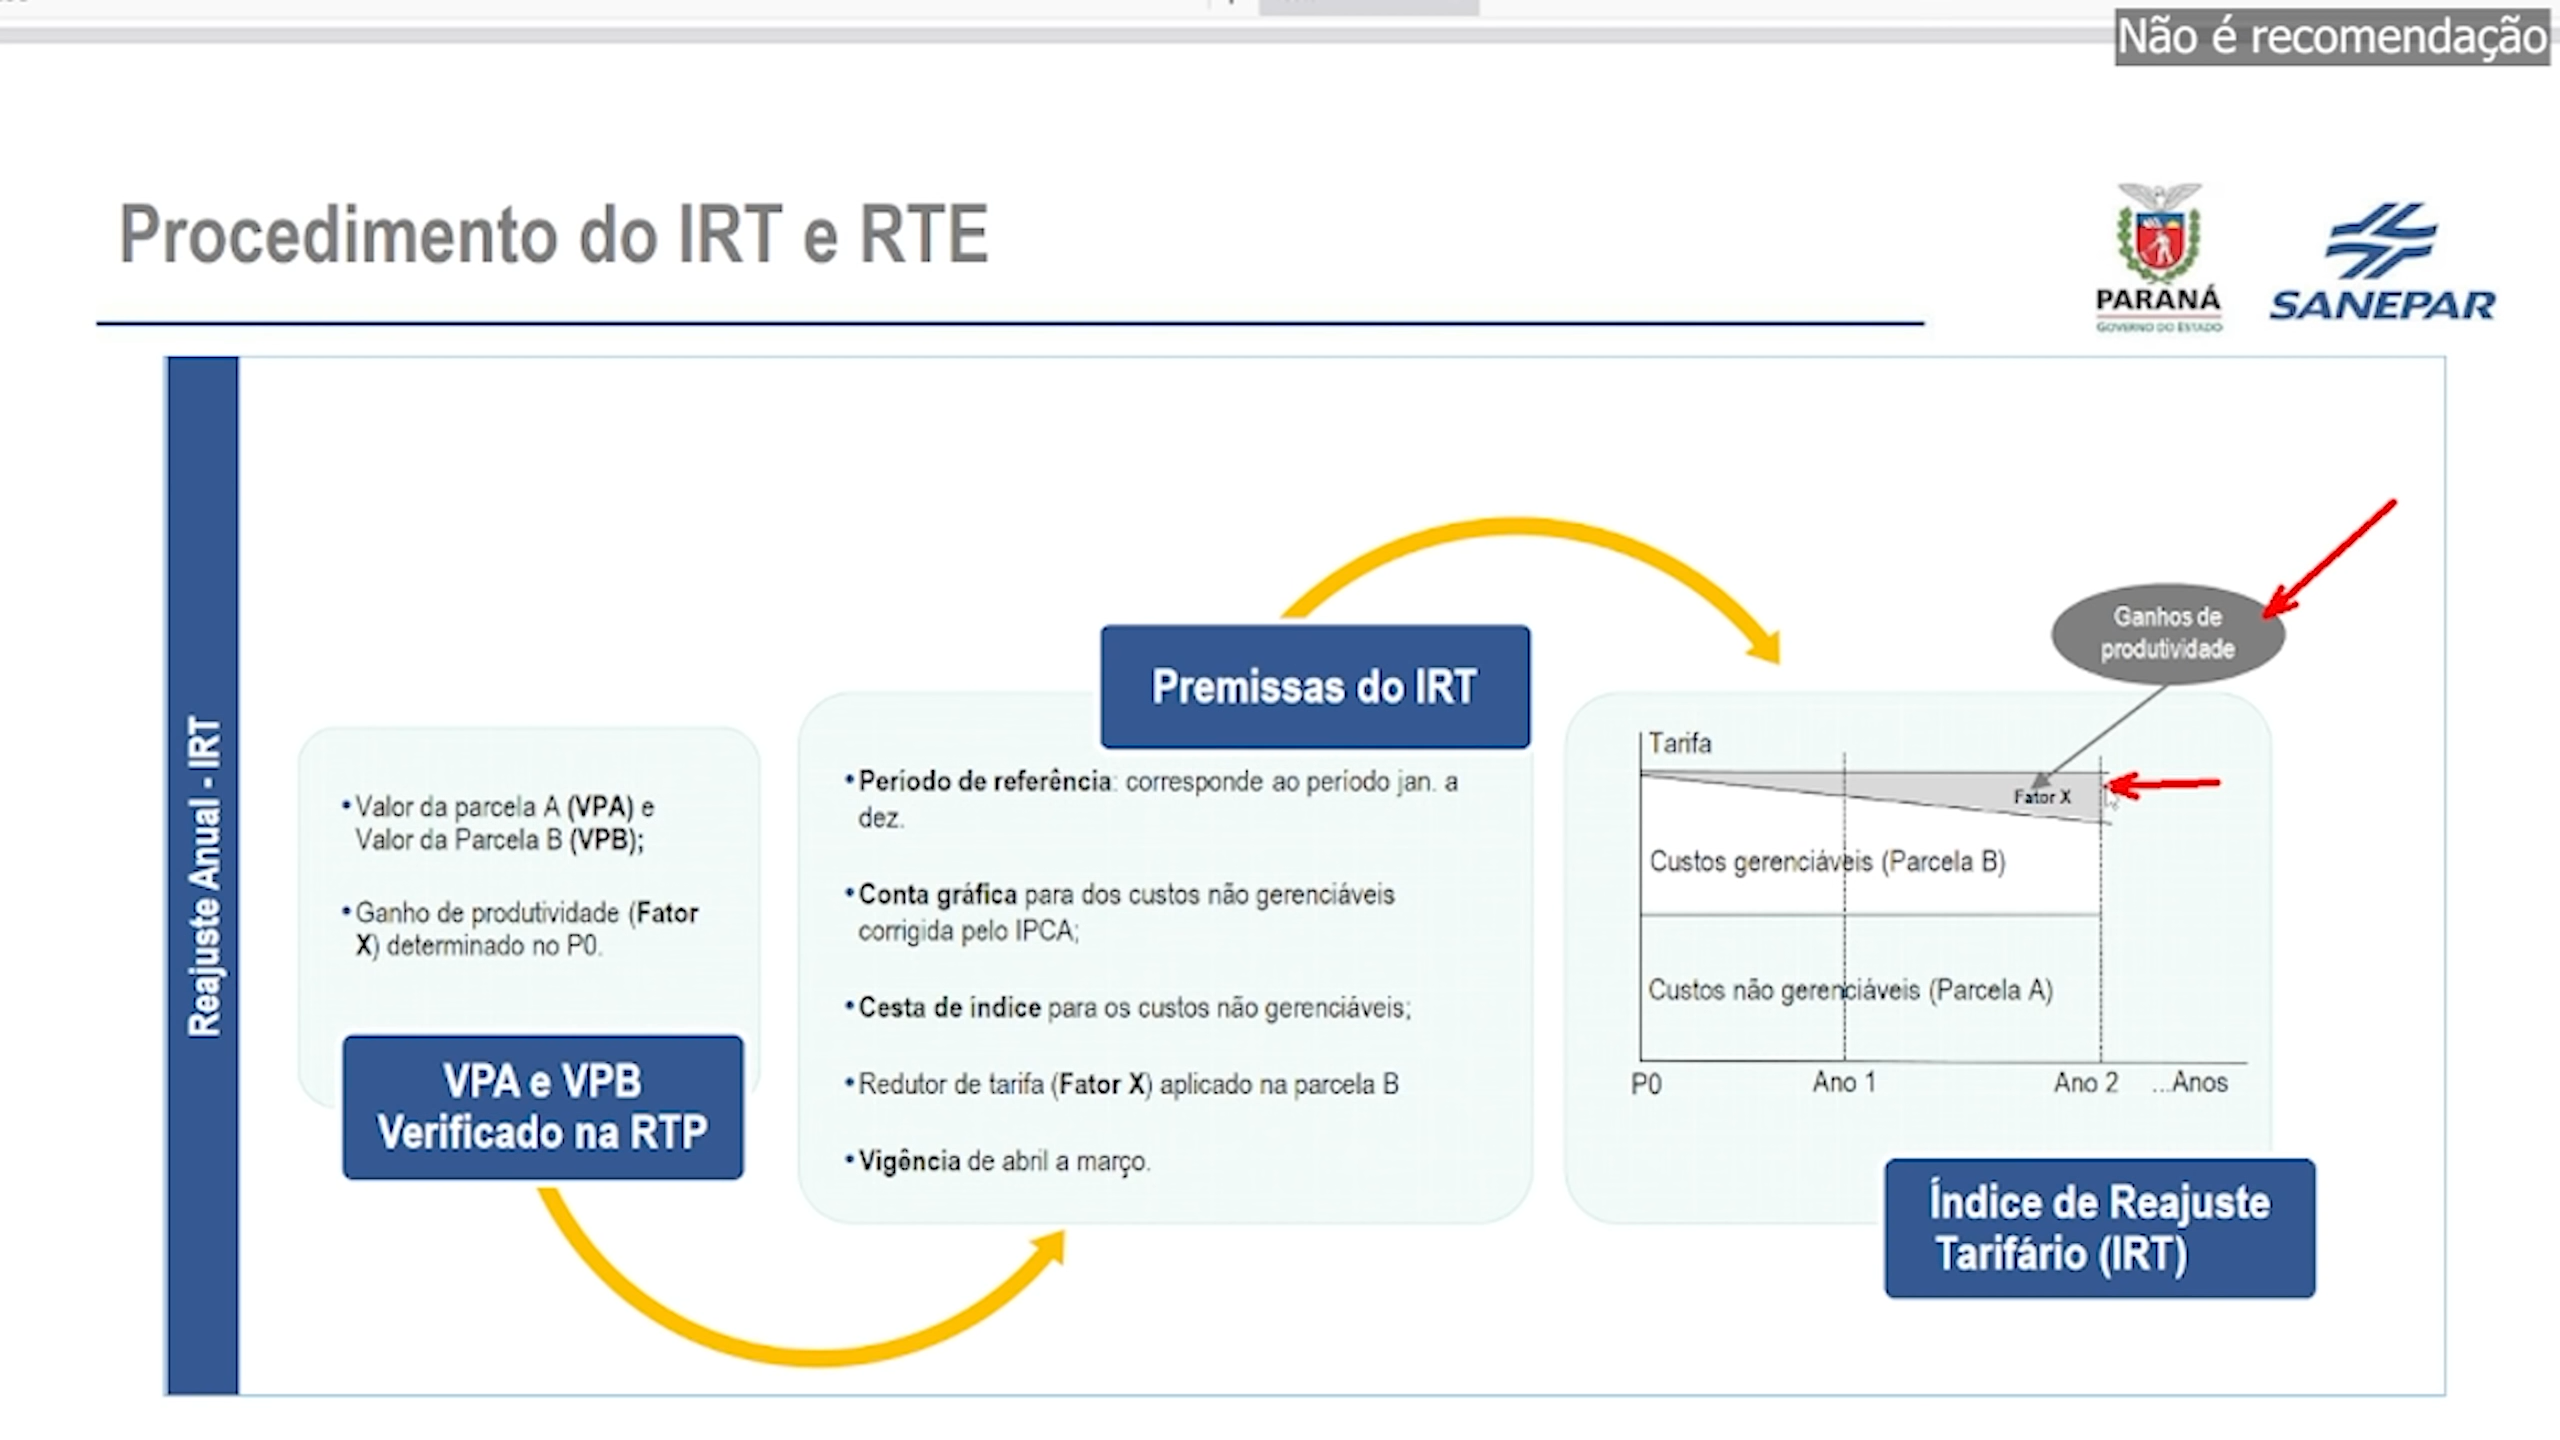 Não é recomendação
Procedimento do IRT e RTE
PARANÁ
GOVERNO DO ESTADO
SANEPAR
Reajuste Anual - IRT
•Valor da parcela A (VPA) e
Valor da Parcela B (VPB);
•Ganho de produtividade (Fator
X) determinado no P0.
VPA e VPB
Verificado na RTP
Premissas do IRT
•Período de referência: corresponde ao período jan. a
dez.
•Conta gráfica para dos custos não gerenciáveis
corrigida pelo IPCA;
•Cesta de índice para os custos não gerenciáveis;
•Redutor de tarifa (Fator X) aplicado na parcela B
•Vigência de abril a março.
Ganhos de
produtividade
Tarifa
Fator X
Custos gerenciáveis (Parcela B)
Custos não gerenciáveis (Parcela A)
P0 Ano 1 Ano 2 ...Anos
Índice de Reajuste
Tarifário (IRT)